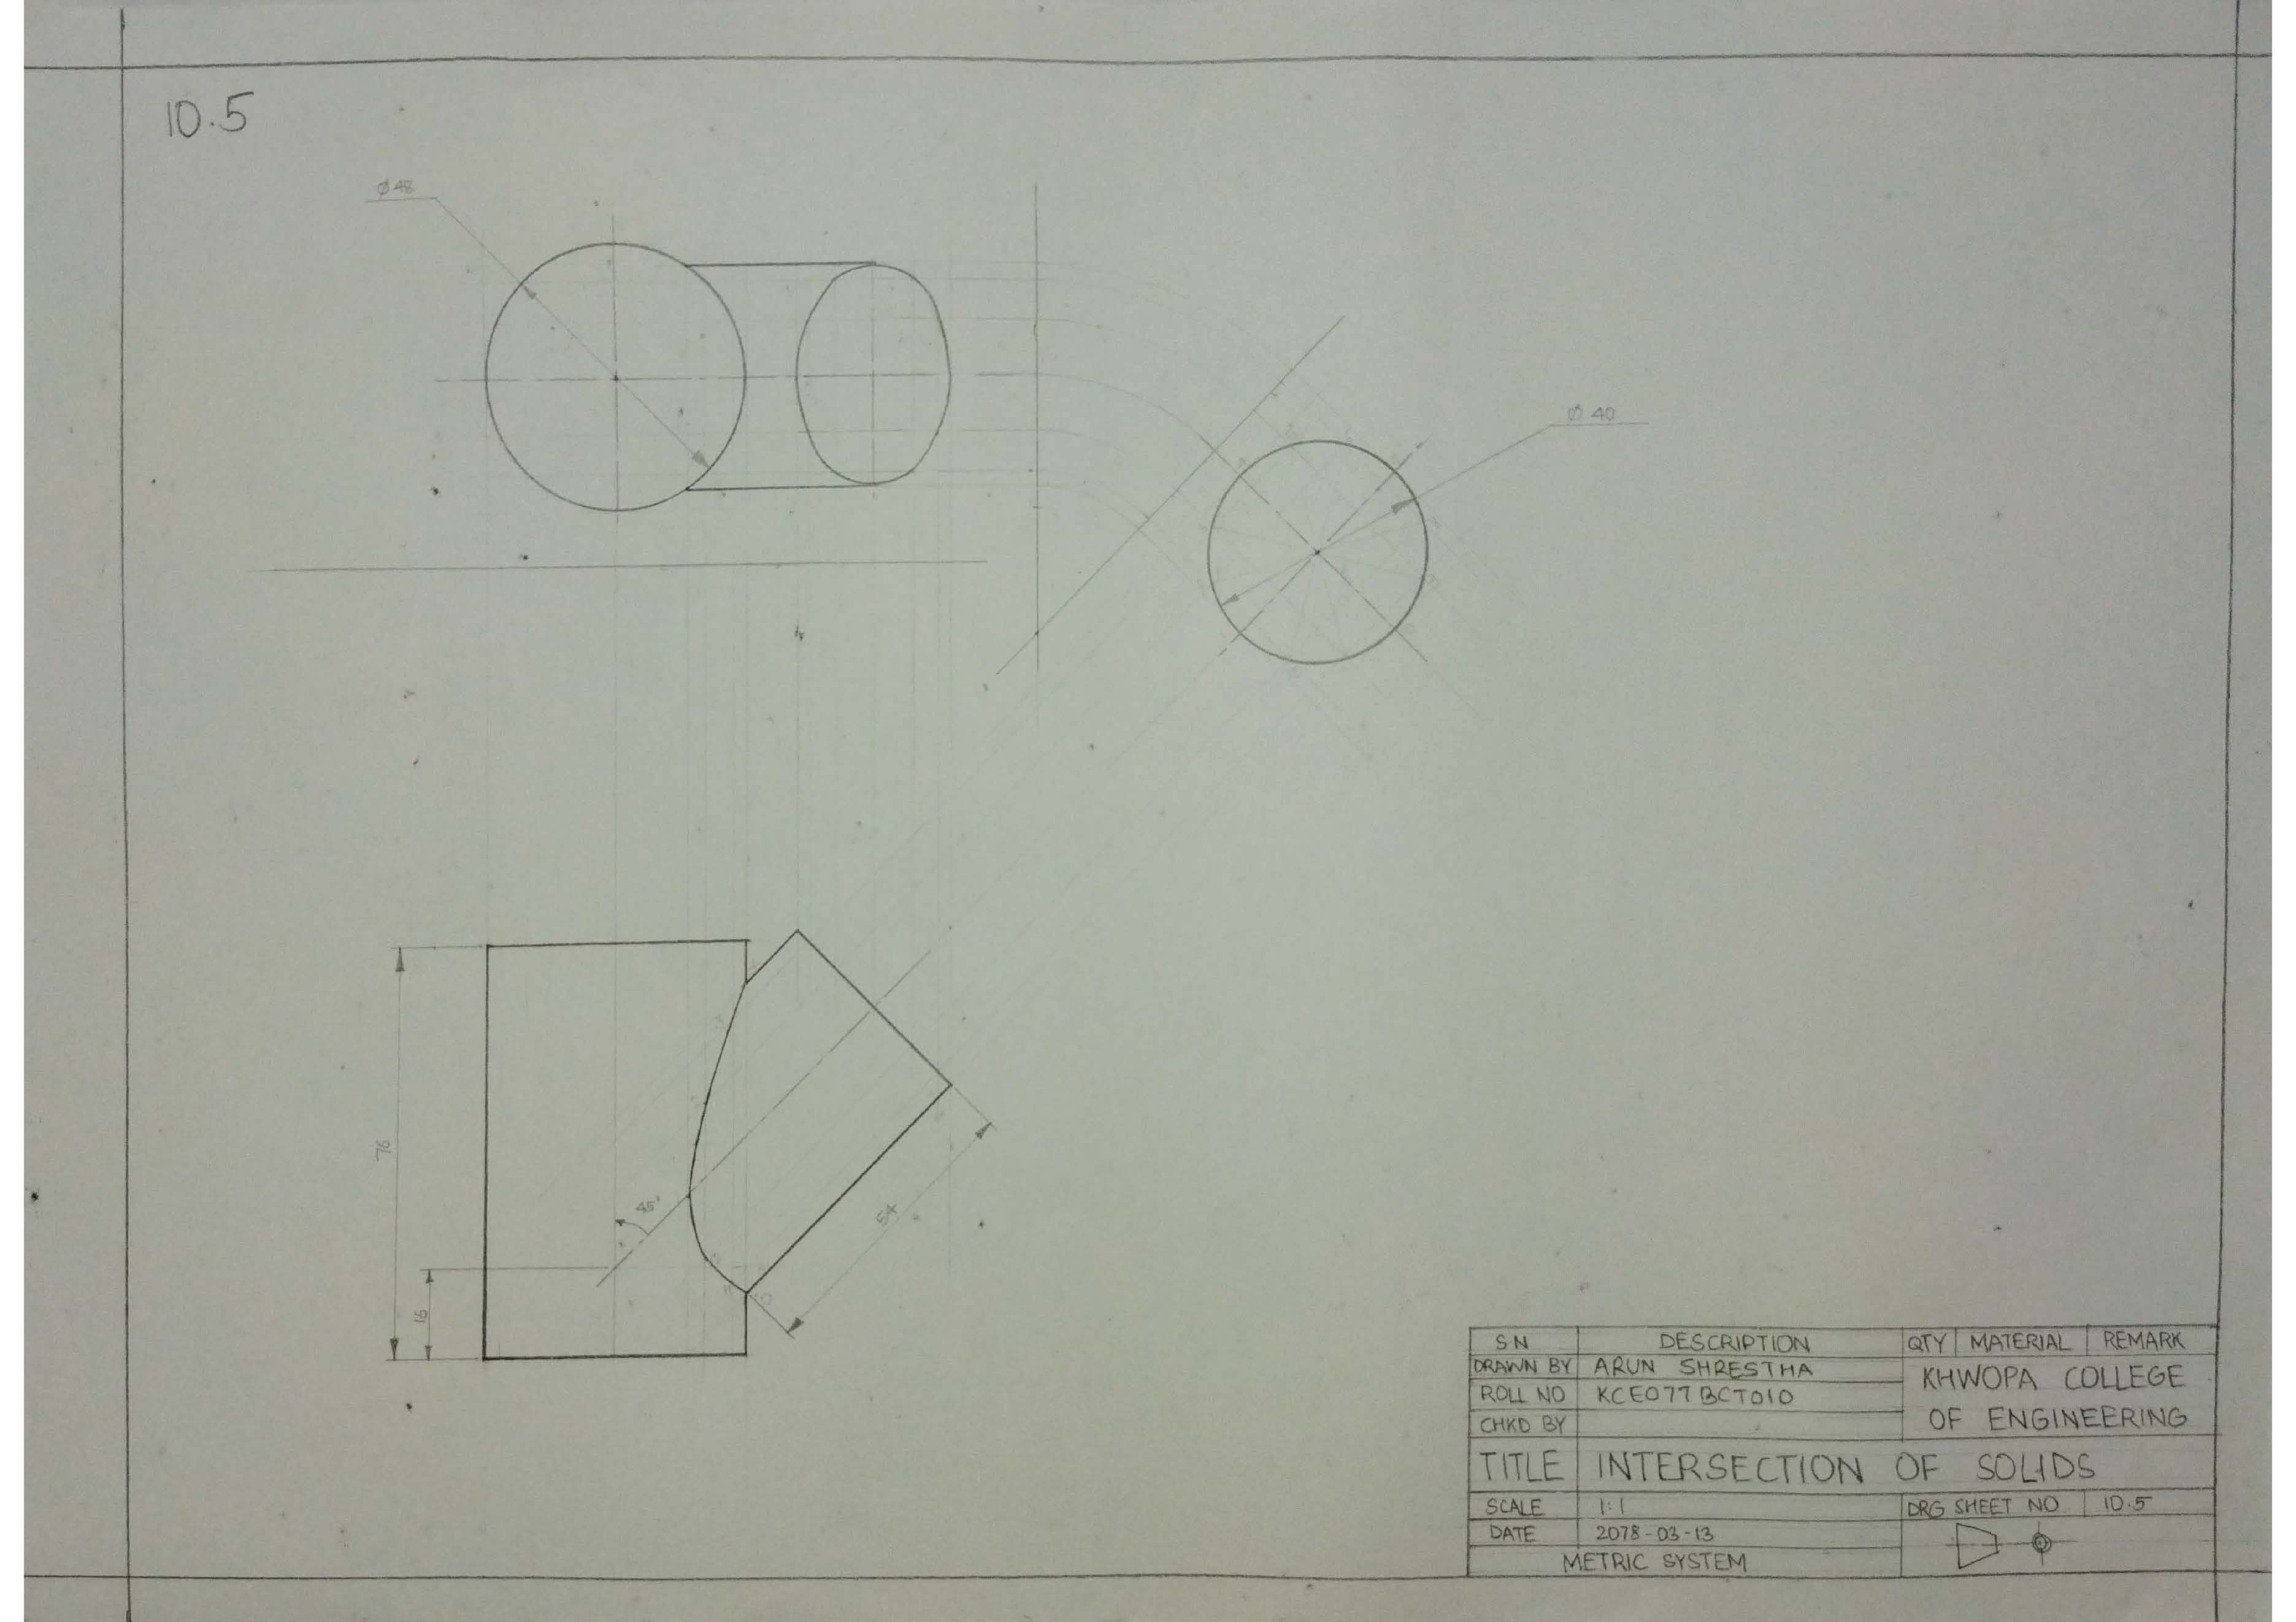 10.5
Ø 48
Ø 40
76
16
45°
54
SN DESCRIPTION QTY MATERIAL REMARK
DRAWN BY ARUN SHRESTHA
ROLL NO KCE077BCT010
CHKD BY
KHWOPA COLLEGE
OF ENGINEERING
TITLE INTERSECTION OF SOLIDS
SCALE 1:1 DRG SHEET NO 10.5
DATE 2078-03-13
METRIC SYSTEM